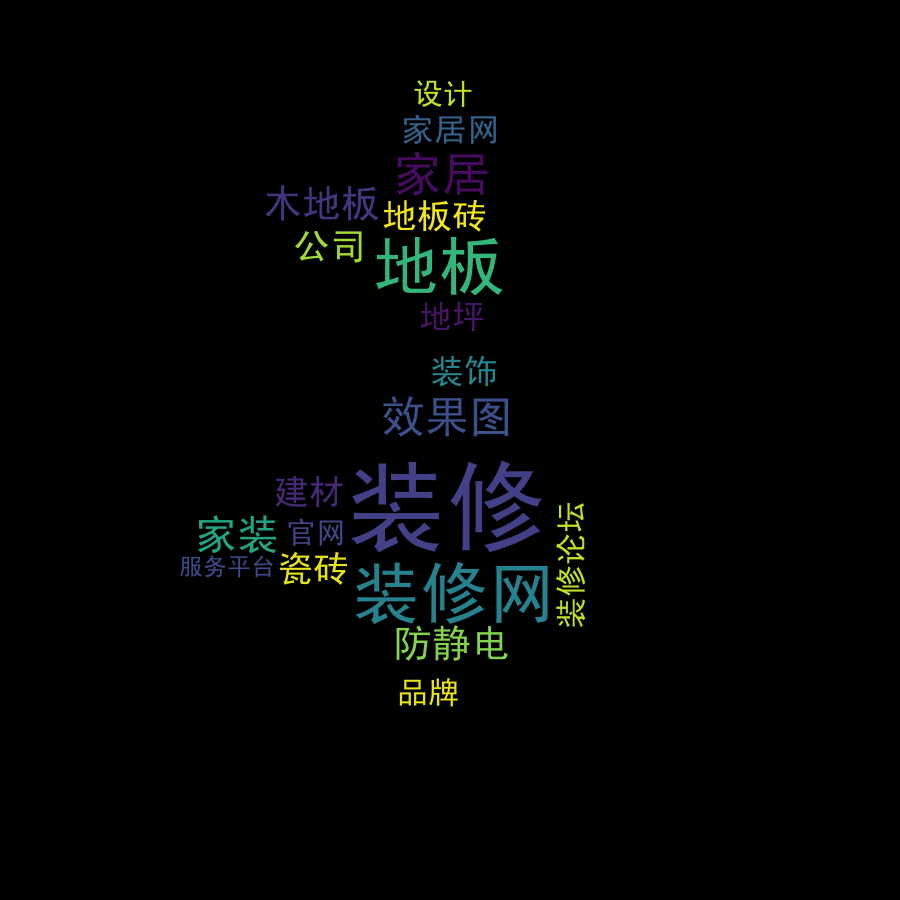 设计
家居网
家居
木地板
地板砖
公司
地板
地坪
装饰
效果图
装修
建材
装修论坛
家装
官网
服务平台
瓷砖
装修网
防静电
品牌